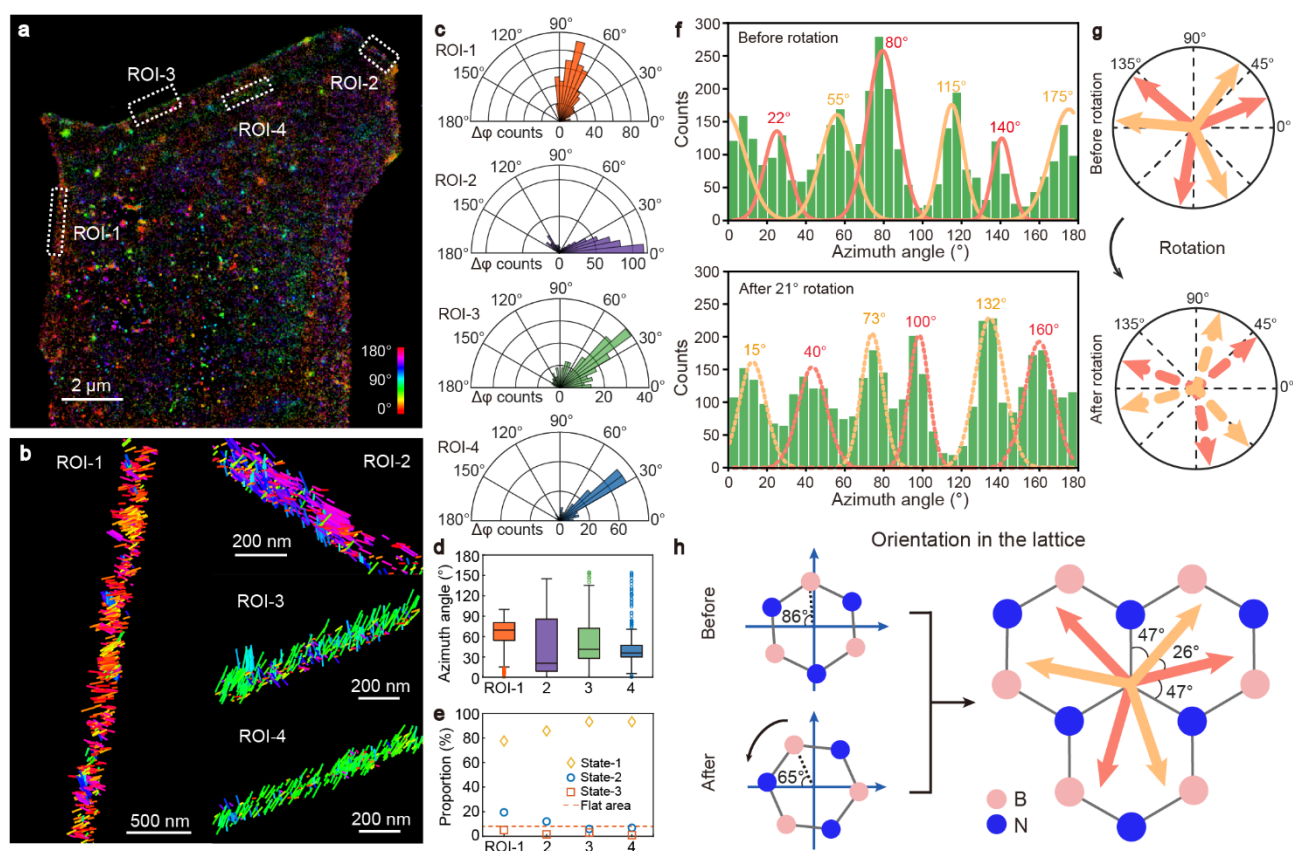 a
ROI-3
ROI-2
ROI-4
ROI-1
180°
90°
0°
2 μm
b
ROI-1
ROI-2
200 nm
ROI-3
200 nm
ROI-4
500 nm
200 nm
c
ROI-1
90°
120°
60°
150°
30°
180°
0°
Δφ counts
0
40
80
ROI-2
90°
120°
60°
150°
30°
180°
0°
Δφ counts
0
50
100
ROI-3
90°
120°
60°
150°
30°
180°
0°
Δφ counts
0
20
40
ROI-4
90°
120°
60°
150°
30°
180°
0°
Δφ counts
0
20
60
d
Azimuth angle (°)
180
150
120
90
60
30
0
ROI-1
2
3
4
e
Proportion (%)
100
80
60
40
20
0
State-1
State-2
State-3
Flat area
ROI-1
2
3
4
f
Before rotation
Counts
300
250
200
150
100
50
0
22°
55°
80°
115°
140°
175°
0
20
40
60
80
100
120
140
160
180
Azimuth angle (°)
After 21° rotation
Counts
300
250
200
150
100
50
0
15°
40°
73°
100°
132°
160°
0
20
40
60
80
100
120
140
160
180
Azimuth angle (°)
g
Before rotation
90°
135°
45°
0°
Rotation
After rotation
90°
135°
45°
0°
h
Orientation in the lattice
Before
86°
After
65°
47°
26°
47°
B
N